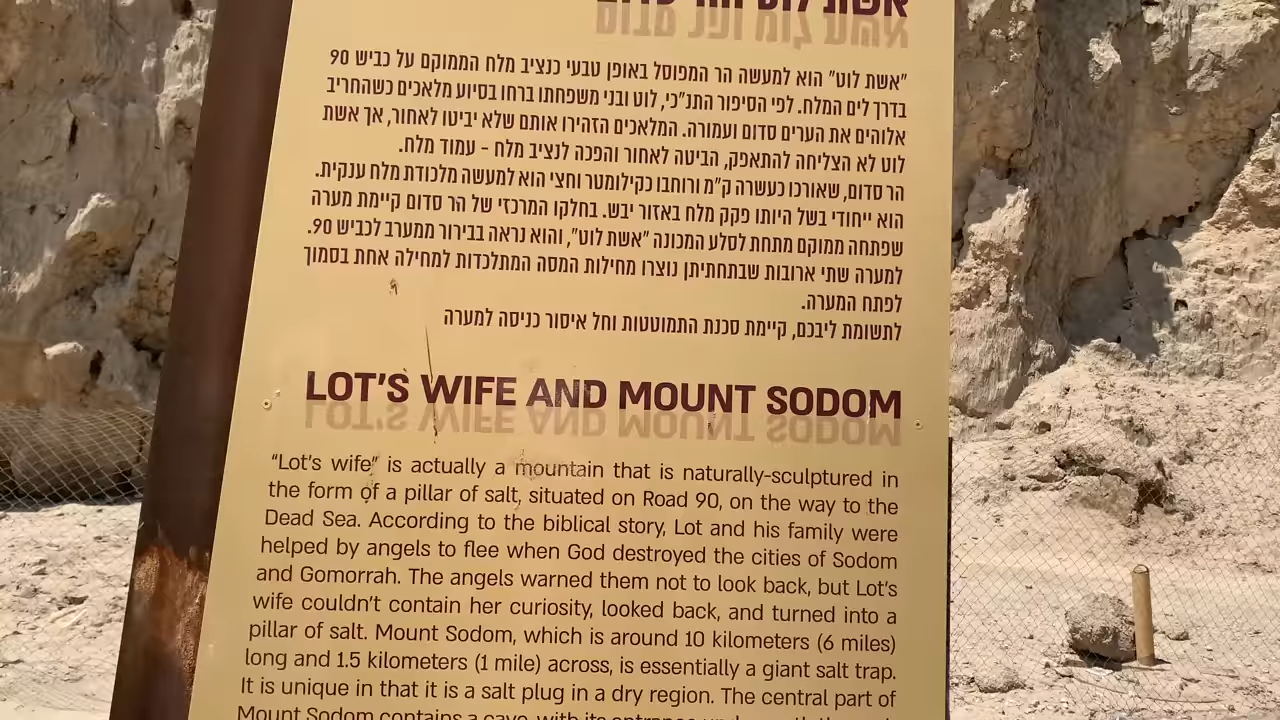 אשת לוט והר סדום
"אשת לוט" הוא למעשה הר המפוסל באופן טבעי כנציב מלח הממוקם על כביש 90
בדרך לים המלח. לפי הסיפור התנ"כי, לוט ובני משפחתו ברחו בסיוע מלאכים כשהחריב
אלוהים את הערים סדום ועמורה. המלאכים הזהירו אותם שלא יביטו לאחור, אך אשת
לוט לא הצליחה להתאפק, הביטה לאחור והפכה לנציב מלח - עמוד מלח.
הר סדום, שאורכו כעשרה ק"מ ורוחבו כקילומטר וחצי הוא למעשה מלכודת מלח ענקית.
הוא ייחודי בשל היותו פקק מלח באזור יבש. בחלקו המרכזי של הר סדום קיימת מערה
שפתחה ממוקם מתחת לסלע המכונה "אשת לוט", והוא נראה בבירור ממערב לכביש 90.
למערה שתי ארובות שבתחתיתן נוצרו מחילות המסה המתלכדות למחילה אחת בסמוך
לפתח המערה.
לתשומת ליבכם, קיימת סכנת התמוטטות וחל איסור כניסה למערה
LOT'S WIFE AND MOUNT SODOM
"Lot's wife" is actually a mountain that is naturally-sculptured in
the form of a pillar of salt, situated on Road 90, on the way to the
Dead Sea. According to the biblical story, Lot and his family were
helped by angels to flee when God destroyed the cities of Sodom
and Gomorrah. The angels warned them not to look back, but Lot's
wife couldn't contain her curiosity, looked back, and turned into a
pillar of salt. Mount Sodom, which is around 10 kilometers (6 miles)
long and 1.5 kilometers (1 mile) across, is essentially a giant salt trap.
It is unique in that it is a salt plug in a dry region. The central part of
Mount Sodom contains a cave, with its entrance